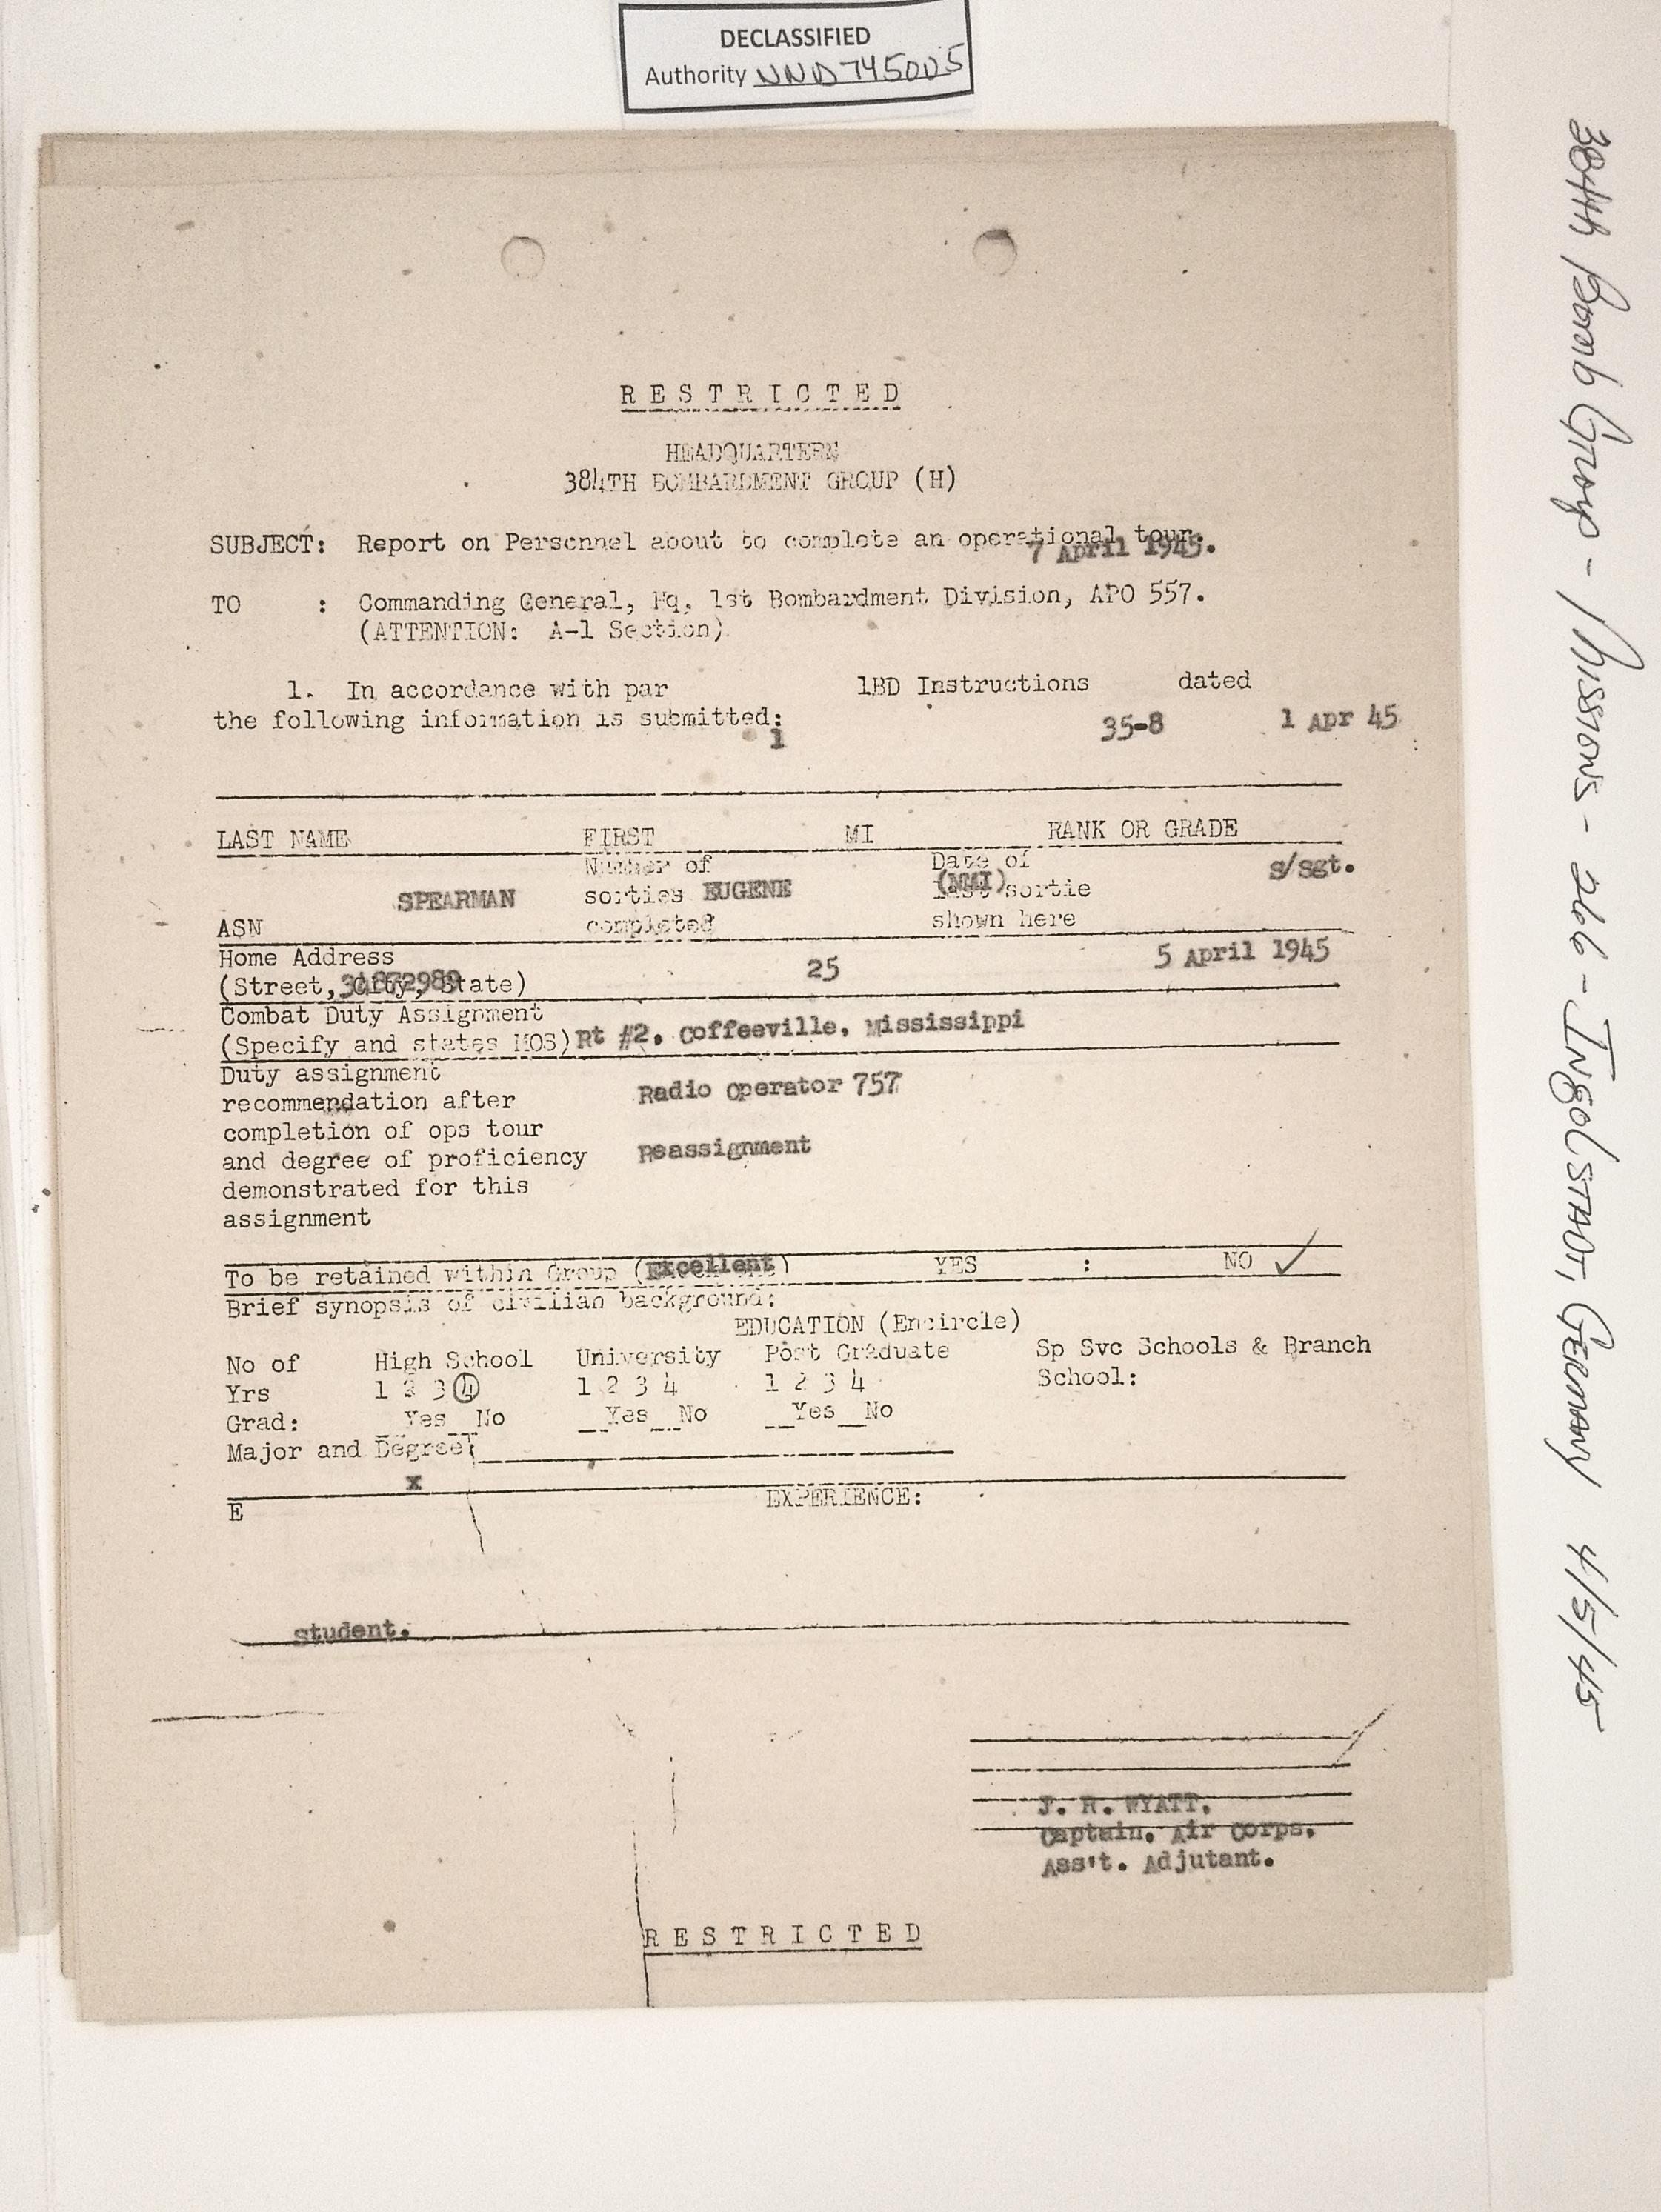 DECLASSIFIED
Authority NND 745005
RESTRICTED
HEADQUARTERS
384TH BOMBARDMENT GROUP (H)
SUBJECT: Report on Personnel about to complete an operational tour.
7 April 1945.
TO : Commanding General, Hq, 1st Bombardment Division, APO 557.
(ATTENTION: A-1 Section)
1. In accordance with par 1BD Instructions dated
the following information is submitted:
1 35-8 1 Apr 45
LAST NAME FIRST MI RANK OR GRADE
Number of Date of s/sgt.
SPEARMAN sorties EUGENE (NMI) last sortie
ASN completed shown here
Home Address 25 5 April 1945
(Street, City, State)
Combat Duty Assignment
(Specify and states MOS) Rt #2, Coffeeville, Mississippi
Duty assignment
recommendation after Radio Operator 757
completion of ops tour
and degree of proficiency Reassignment
demonstrated for this
assignment
To be retained within Group (Excellent) YES : NO ✓
Brief synopsis of civilian background:
EDUCATION (Encircle)
No of High School University Post Graduate Sp Svc Schools & Branch
Yrs 1 2 3 4 1 2 3 4 1 2 3 4 School:
Grad: __Yes__No __Yes__No __Yes__No
Major and Degree:
x
E EXPERIENCE:
student.
J. R. WYATT,
Captain, Air Corps,
Ass't. Adjutant.
RESTRICTED
384th Bomb Group - Missions - 266 - Ingolstadt, Germany 4/5/45